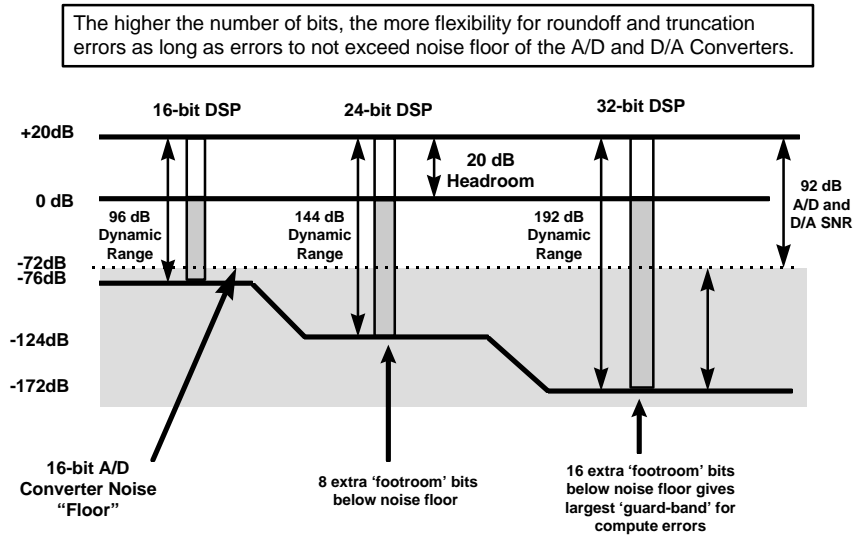 The higher the number of bits, the more flexibility for roundoff and truncation
errors as long as errors to not exceed noise floor of the A/D and D/A Converters.
16-bit DSP
24-bit DSP
32-bit DSP
+20dB
20 dB
Headroom
0 dB
96 dB
Dynamic
Range
144 dB
Dynamic
Range
192 dB
Dynamic
Range
92 dB
A/D and
D/A SNR
-72dB
-76dB
-124dB
-172dB
16-bit A/D
Converter Noise
“Floor”
8 extra ‘footroom’ bits
below noise floor
16 extra ‘footroom’ bits
below noise floor gives
largest ‘guard-band’ for
compute errors